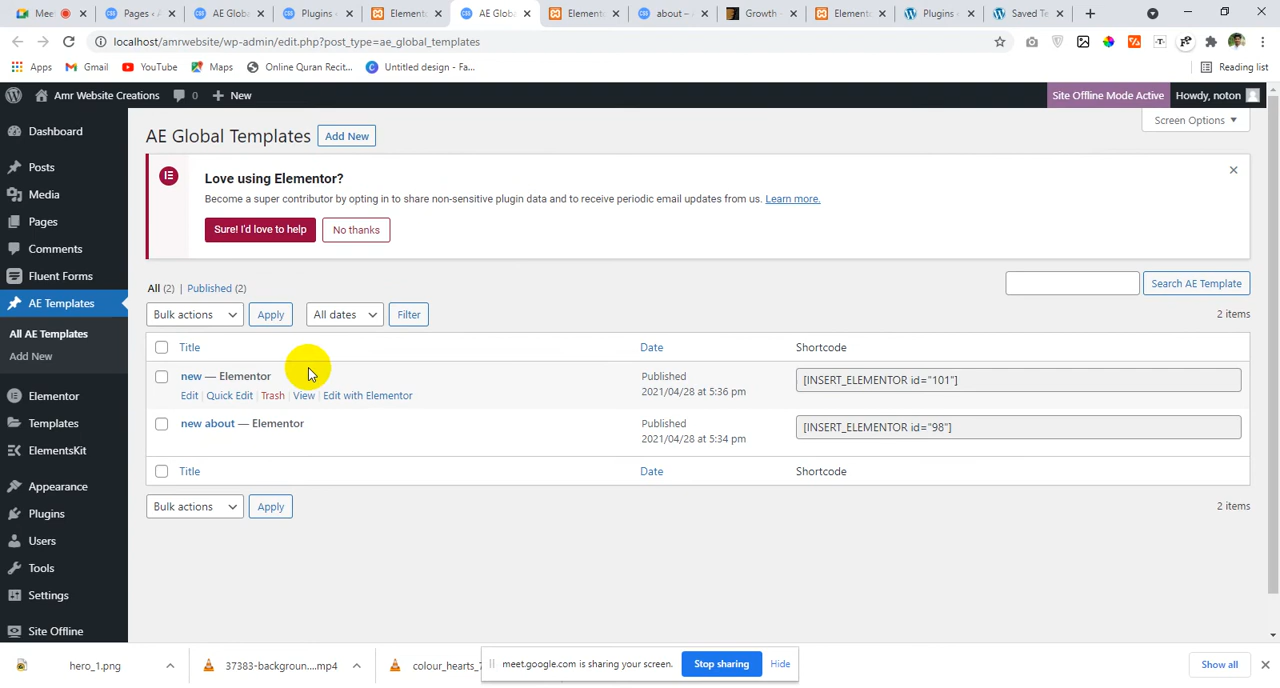 Mee
Pages ‹ A
AE Glob
Plugins ‹
Element
AE Glob
Element
about – A
Growth –
Element
Plugins ‹
Saved Te
localhost/amrwebsite/wp-admin/edit.php?post_type=ae_global_templates
Apps
Gmail
YouTube
Maps
Online Quran Recit...
Untitled design - Fa...
Reading list
Amr Website Creations
0
New
Site Offline Mode Active
Howdy, noton
Dashboard
Posts
Media
Pages
Comments
Fluent Forms
AE Templates
All AE Templates
Add New
Elementor
Templates
ElementsKit
Appearance
Plugins
Users
Tools
Settings
Site Offline
AE Global Templates
Add New
Screen Options
Love using Elementor?
Become a super contributor by opting in to share non-sensitive plugin data and to receive periodic email updates from us. Learn more.
Sure! I'd love to help
No thanks
All (2) | Published (2)
Search AE Template
Bulk actions
Apply
All dates
Filter
2 items
Title
Date
Shortcode
new — Elementor
Edit | Quick Edit | Trash | View | Edit with Elementor
Published
2021/04/28 at 5:36 pm
[INSERT_ELEMENTOR id="101"]
new about — Elementor
Published
2021/04/28 at 5:34 pm
[INSERT_ELEMENTOR id="98"]
Title
Date
Shortcode
Bulk actions
Apply
2 items
hero_1.png
37383-backgroun....mp4
colour_hearts_
meet.google.com is sharing your screen.
Stop sharing
Hide
Show all